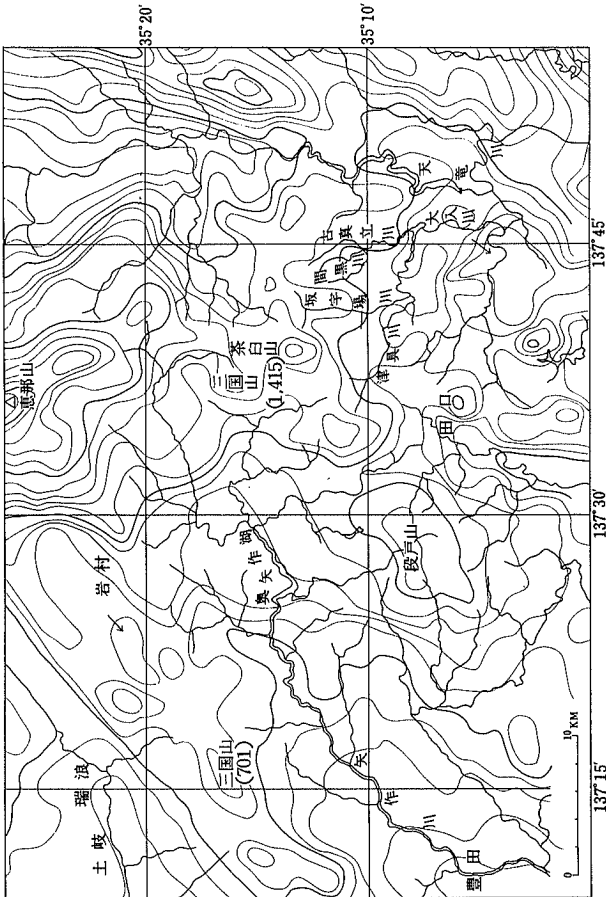 35°20′
35°10′
137°45′
137°30′
137°15′
恵那山
岩村
瑞浪
土岐
三国山
(701)
三国山
(1,415)
茶臼山
奥矢作湖
矢作川
豊田
段戸山
田口
津具川
坂宇場川
間黒川
古真立川
大入川
天竜川
0
10 KM